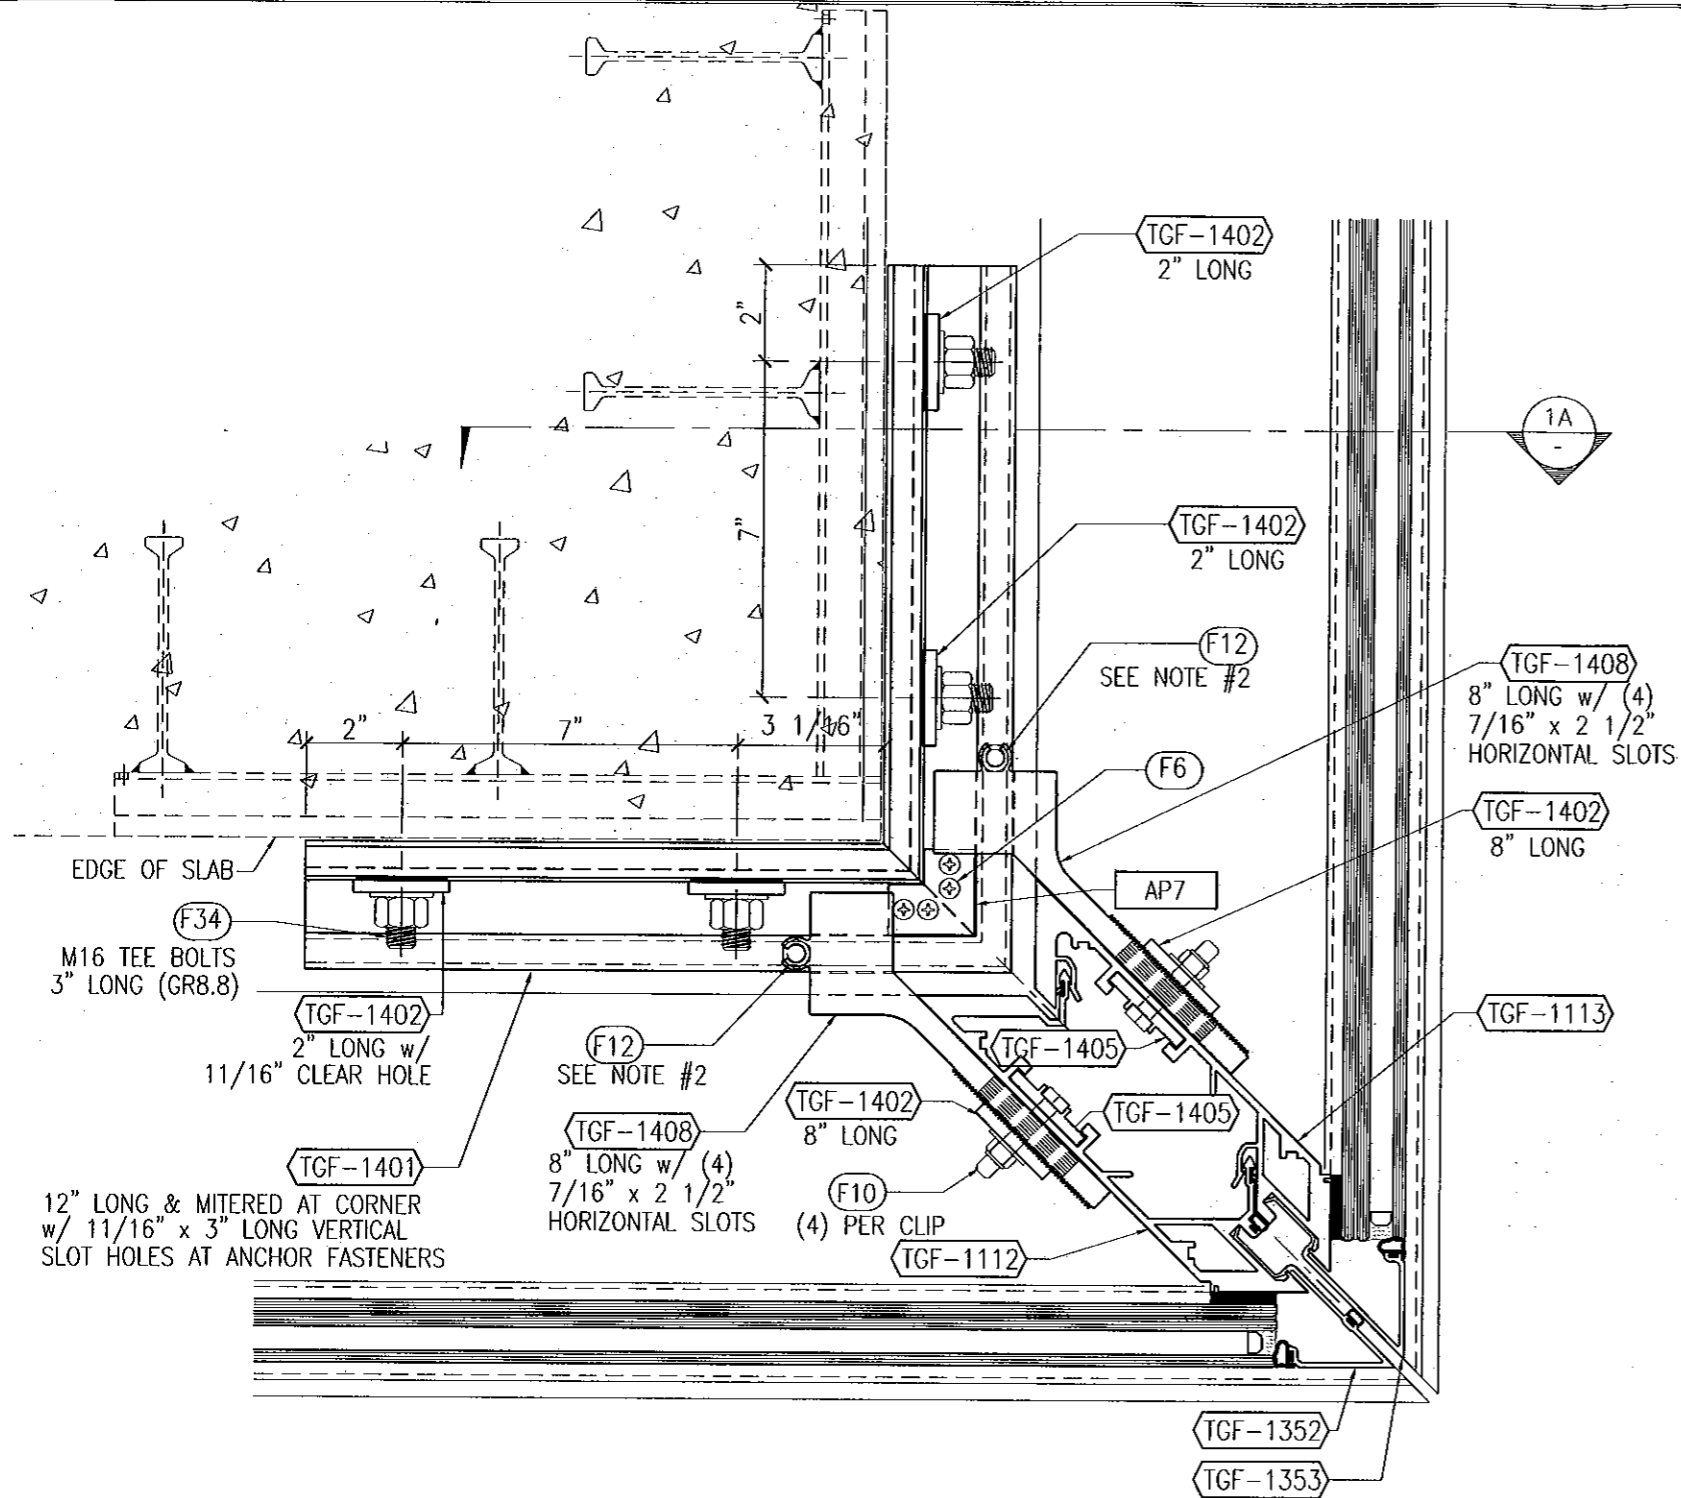 TGF-1402
2" LONG
1A
-
2"
7"
TGF-1402
2" LONG
F12
SEE NOTE #2
TGF-1408
8" LONG w/ (4)
7/16" x 2 1/2"
HORIZONTAL SLOTS
2"
7"
3 1/16"
F6
TGF-1402
8" LONG
EDGE OF SLAB
AP7
F34
M16 TEE BOLTS
3" LONG (GR8.8)
TGF-1402
2" LONG w/
11/16" CLEAR HOLE
F12
SEE NOTE #2
TGF-1405
TGF-1113
TGF-1402
8" LONG
TGF-1405
TGF-1408
8" LONG w/ (4)
7/16" x 2 1/2"
HORIZONTAL SLOTS
TGF-1401
12" LONG & MITERED AT CORNER
w/ 11/16" x 3" LONG VERTICAL
SLOT HOLES AT ANCHOR FASTENERS
F10
(4) PER CLIP
TGF-1112
TGF-1352
TGF-1353